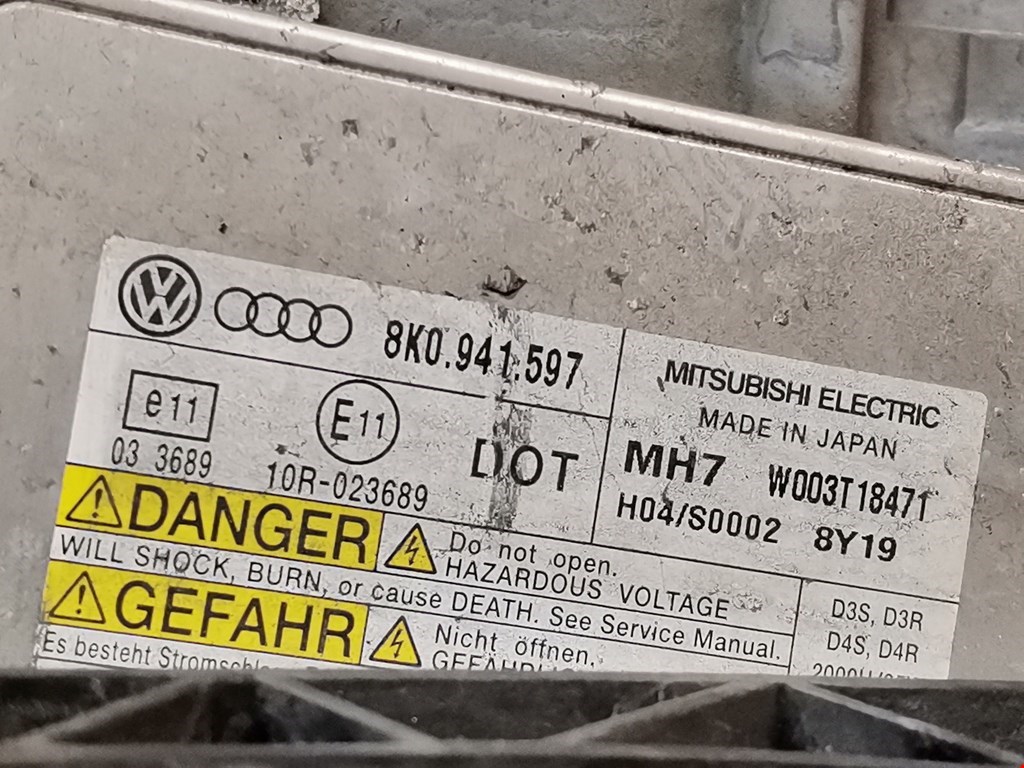 8K0.941.597
MITSUBISHI ELECTRIC
MADE IN JAPAN
MH7 W003T18471
H04/S0002 8Y19
e11
03 3689
E11
10R-023689
DOT
DANGER
Do not open.
HAZARDOUS VOLTAGE
WILL SHOCK, BURN, or cause DEATH. See Service Manual.
GEFAHR
Nicht öffnen.
Es besteht
D3S, D3R
D4S, D4R